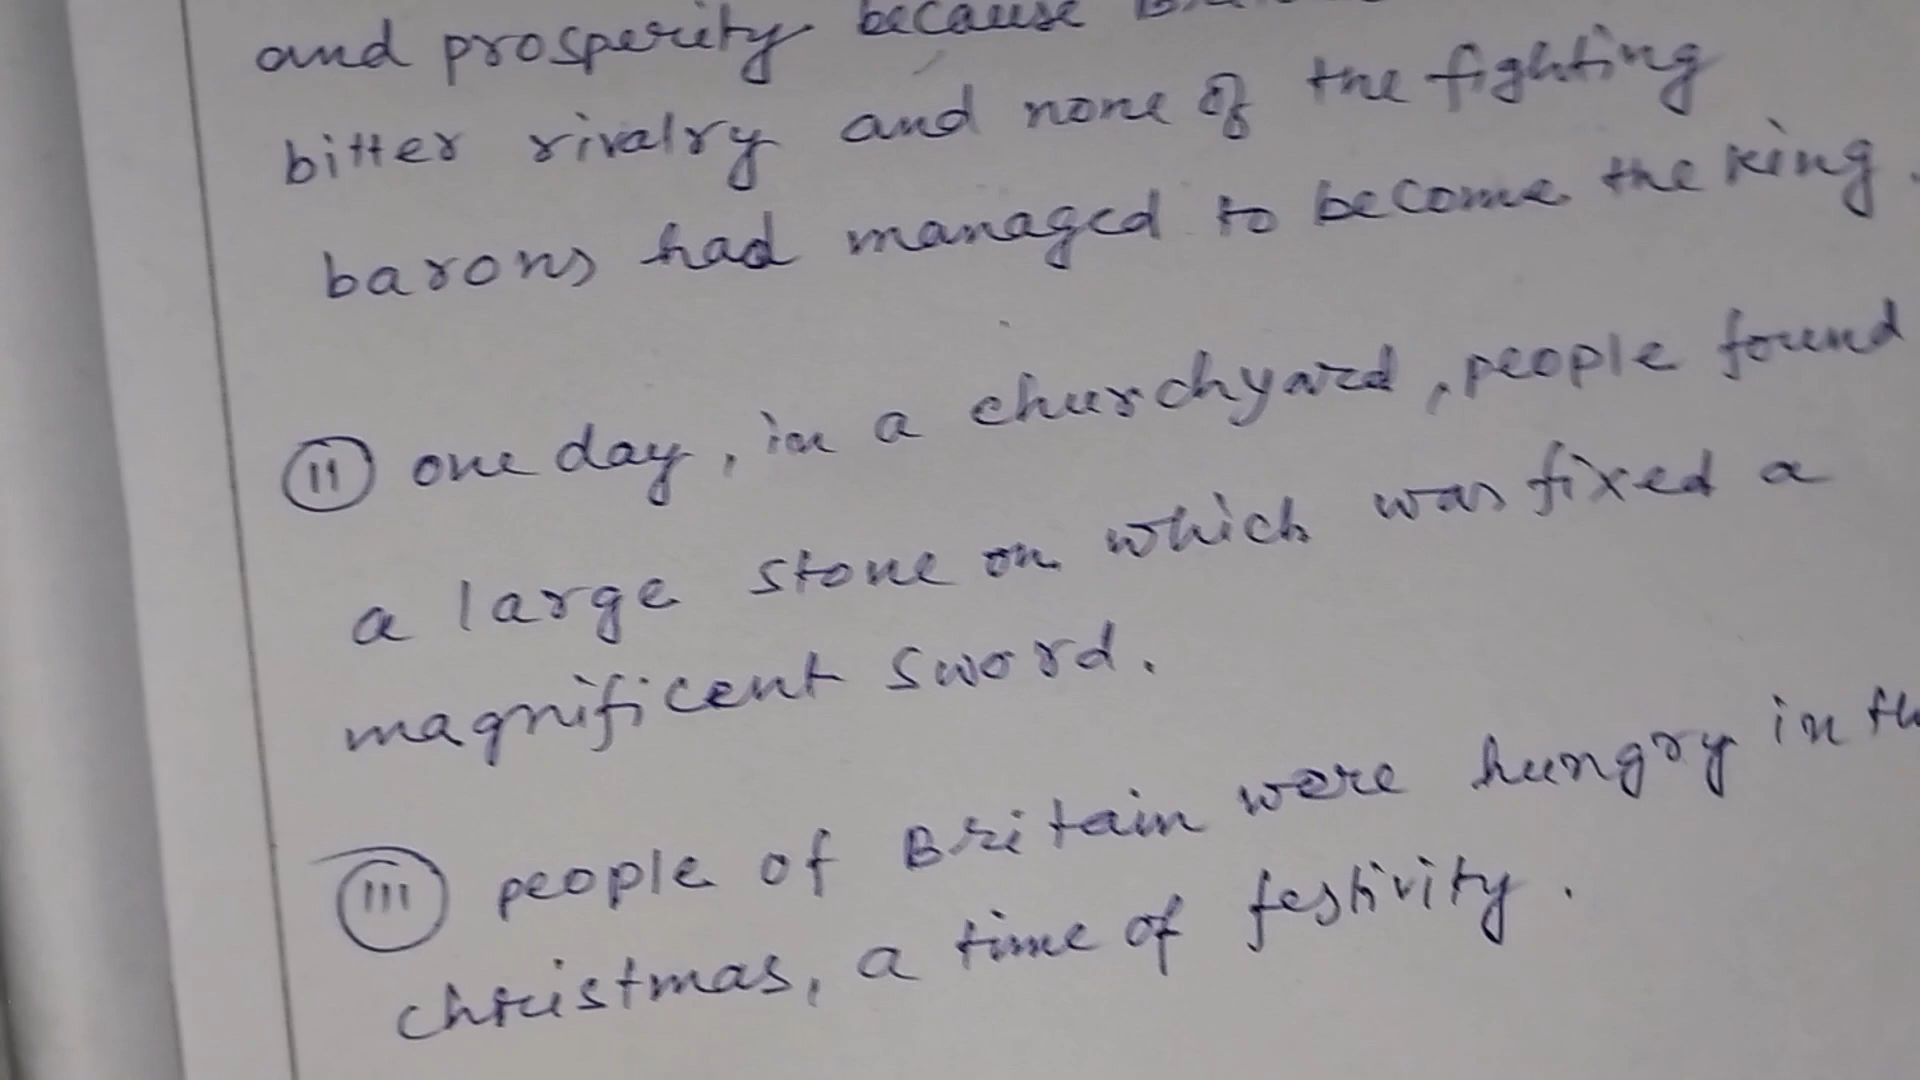 and prosperity because
bitter rivalry and none of the fighting
barons had managed to become the king.
(ii) one day, in a churchyard, people found
a large stone on which was fixed a
magnificent sword.
(iii) people of Britain were hungry in
christmas, a time of festivity.